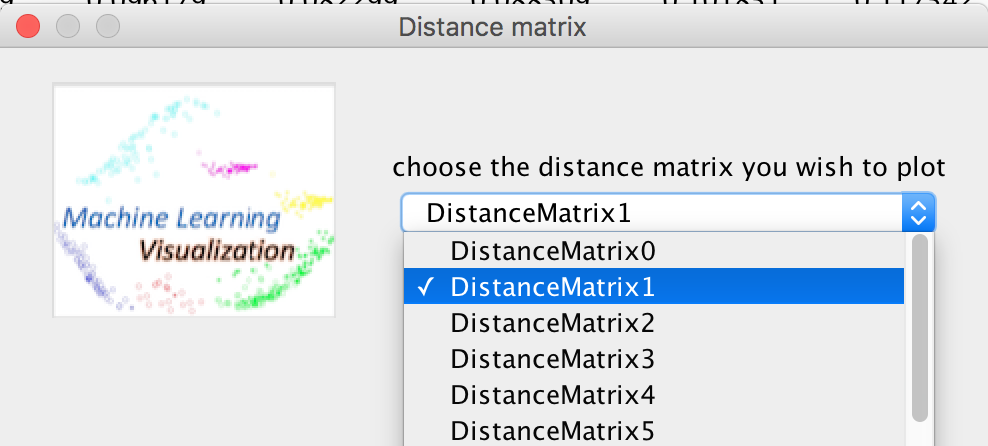 Distance matrix
Machine Learning
Visualization
choose the distance matrix you wish to plot
DistanceMatrix1
DistanceMatrix0
✓ DistanceMatrix1
DistanceMatrix2
DistanceMatrix3
DistanceMatrix4
DistanceMatrix5